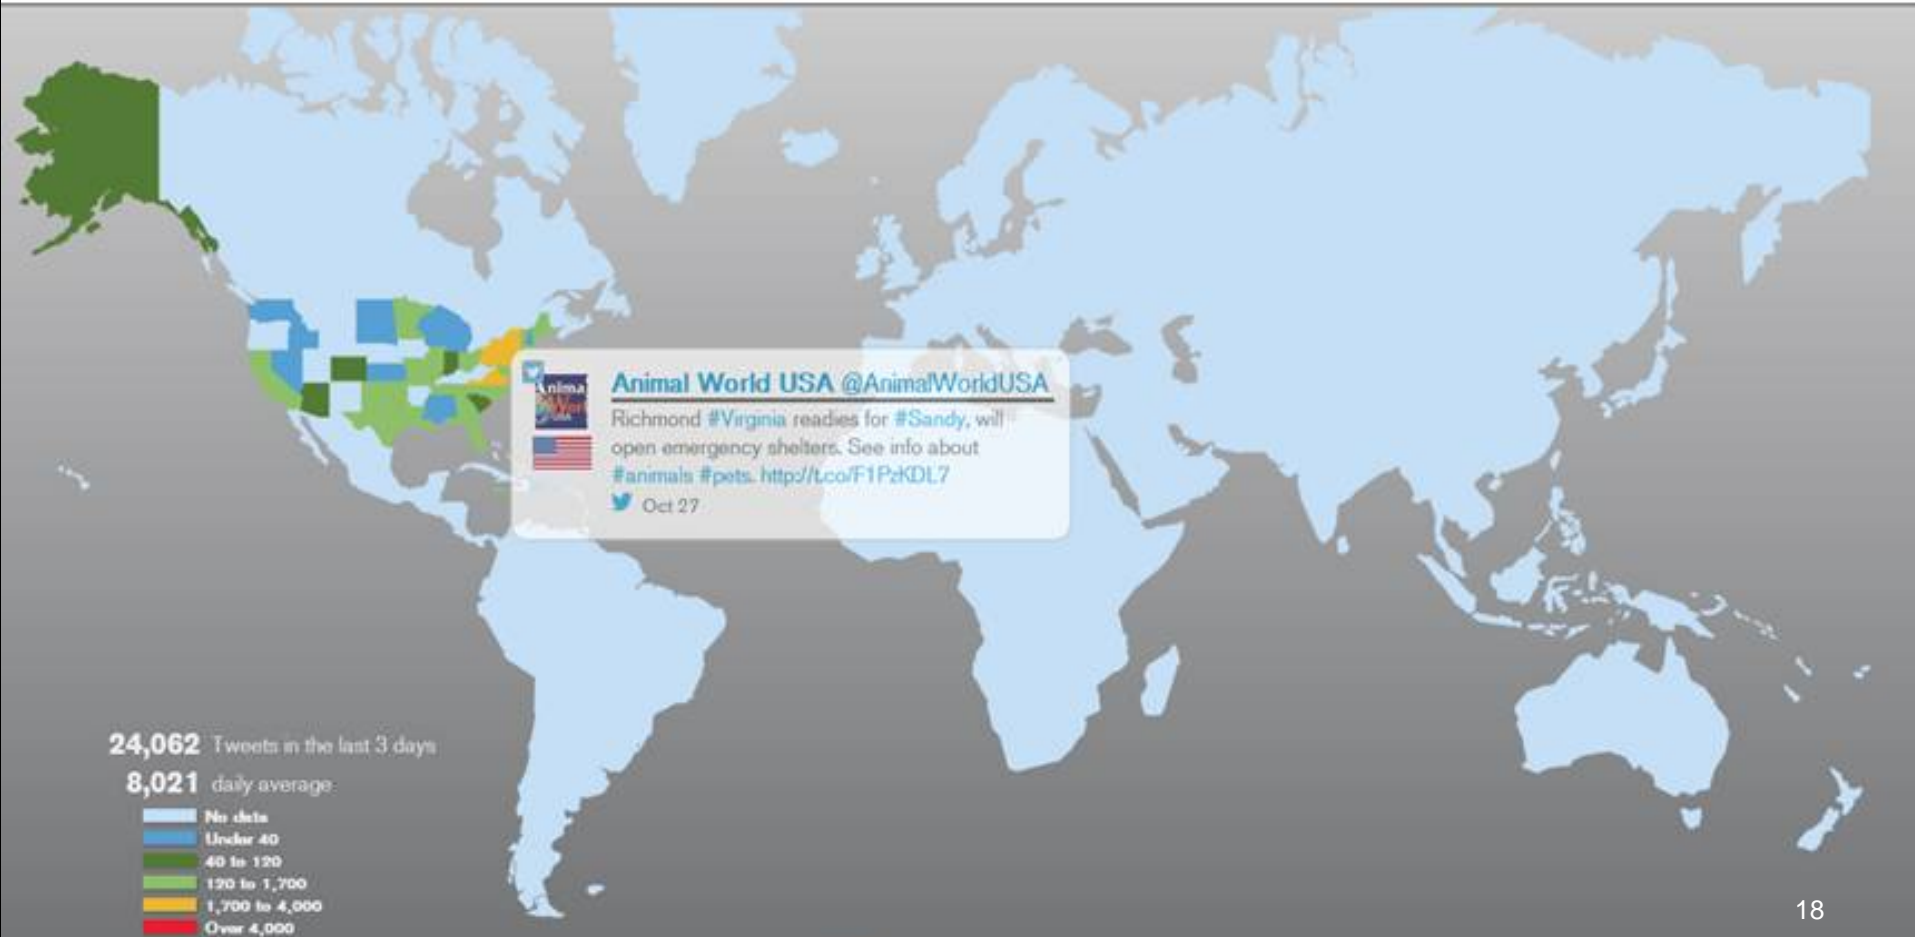 Animal World USA @AnimalWorldUSA
Richmond #Virginia readies for #Sandy, will
open emergency shelters. See info about
#animals #pets. http://t.co/F1PzKDL7
Oct 27
24,062 Tweets in the last 3 days
8,021 daily average
No data
Under 40
40 to 120
120 to 1,700
1,700 to 4,000
Over 4,000
18